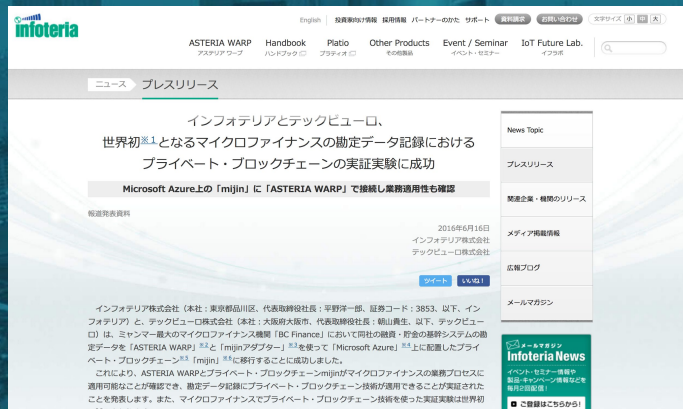 infoteria
English 投資家向け情報 採用情報 パートナーのかた サポート 資料請求 お問い合わせ 文字サイズ 小 中 大
ASTERIA WARP Handbook Platio Other Products Event / Seminar IoT Future Lab.
アステリア ワープ ハンドブック プラティオ その他製品 イベント・セミナー イフラボ
ニュース プレスリリース
インフォテリアとテックビューロ、
世界初※1となるマイクロファイナンスの勘定データ記録における
プライベート・ブロックチェーンの実証実験に成功
Microsoft Azure上の「mijin」に「ASTERIA WARP」で接続し業務適用性も確認
報道発表資料
2016年6月16日
インフォテリア株式会社
テックビューロ株式会社
ツイート いいね!
インフォテリア株式会社（本社：東京都品川区、代表取締役社長：平野洋一郎、証券コード：3853、以下、イン
フォテリア）と、テックビューロ株式会社（本社：大阪府大阪市、代表取締役社長：朝山貴生、以下、テックビュー
ロ）は、ミャンマー最大のマイクロファイナンス機関「BC Finance」において同社の融資・貯金の基幹システムの勘
定データを「ASTERIA WARP」※2と「mijinアダプター」※3を使って「Microsoft Azure」※4上に配置したプライ
ベート・ブロックチェーン※5「mijin」※6に移行することに成功しました。
これにより、ASTERIA WARPとプライベート・ブロックチェーンmijinがマイクロファイナンスの業務プロセスに
適用可能なことが確認でき、勘定データ記録にプライベート・ブロックチェーン技術が適用できることが実証された
ことを発表します。また、マイクロファイナンスでプライベート・ブロックチェーン技術を使った実証実験は世界初
News Topic
プレスリリース
関連企業・機関のリリース
メディア掲載情報
広報ブログ
メールマガジン
メールマガジン
Infoteria News
イベント・セミナー情報や
製品・キャンペーン情報などを
毎月2回配信！
ご登録はこちらから!